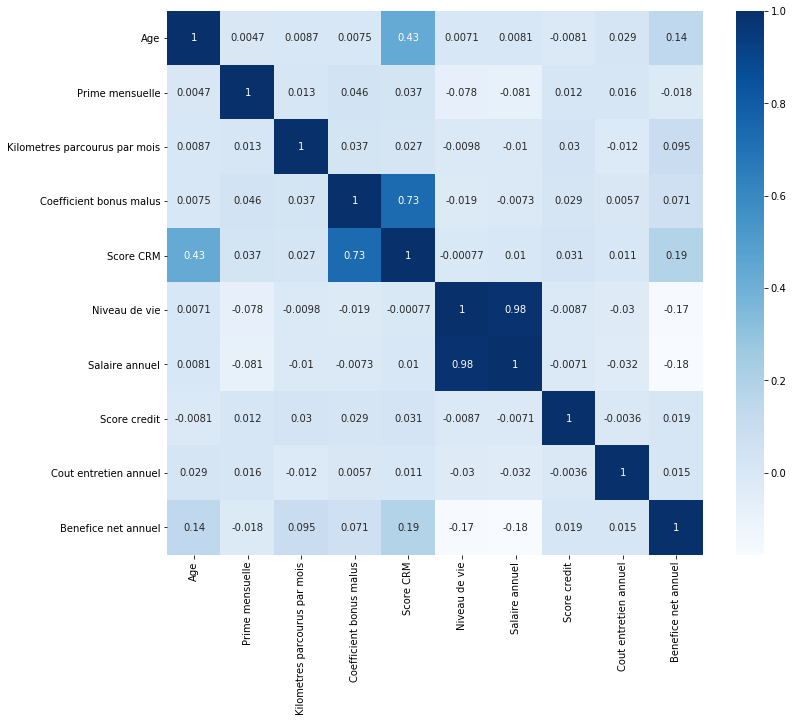 Age 1 0.0047 0.0087 0.0075 0.43 0.0071 0.0081 -0.0081 0.029 0.14
Prime mensuelle 0.0047 1 0.013 0.046 0.037 -0.078 -0.081 0.012 0.016 -0.018
Kilometres parcourus par mois 0.0087 0.013 1 0.037 0.027 -0.0098 -0.01 0.03 -0.012 0.095
Coefficient bonus malus 0.0075 0.046 0.037 1 0.73 -0.019 -0.0073 0.029 0.0057 0.071
Score CRM 0.43 0.037 0.027 0.73 1 -0.00077 0.01 0.031 0.011 0.19
Niveau de vie 0.0071 -0.078 -0.0098 -0.019 -0.00077 1 0.98 -0.0087 -0.03 -0.17
Salaire annuel 0.0081 -0.081 -0.01 -0.0073 0.01 0.98 1 -0.0071 -0.032 -0.18
Score credit -0.0081 0.012 0.03 0.029 0.031 -0.0087 -0.0071 1 -0.0036 0.019
Cout entretien annuel 0.029 0.016 -0.012 0.0057 0.011 -0.03 -0.032 -0.0036 1 0.015
Benefice net annuel 0.14 -0.018 0.095 0.071 0.19 -0.17 -0.18 0.019 0.015 1
Age
Prime mensuelle
Kilometres parcourus par mois
Coefficient bonus malus
Score CRM
Niveau de vie
Salaire annuel
Score credit
Cout entretien annuel
Benefice net annuel
1.0
0.8
0.6
0.4
0.2
0.0